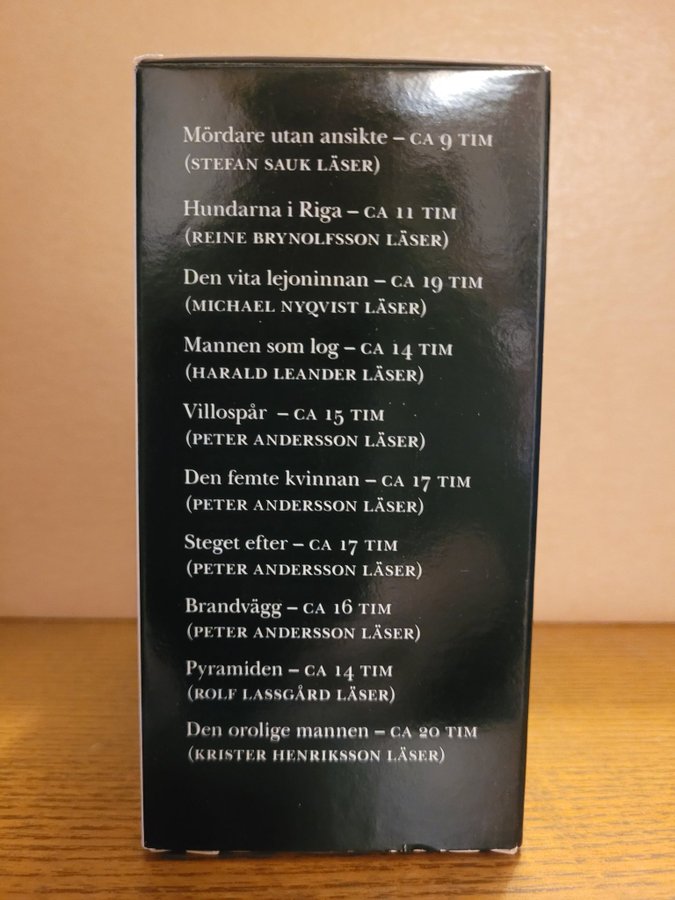 Mördare utan ansikte – CA 9 TIM
(STEFAN SAUK LÄSER)
Hundarna i Riga – CA 11 TIM
(REINE BRYNOLFSSON LÄSER)
Den vita lejoninnan – CA 19 TIM
(MICHAEL NYQVIST LÄSER)
Mannen som log – CA 14 TIM
(HARALD LEANDER LÄSER)
Villospår – CA 15 TIM
(PETER ANDERSSON LÄSER)
Den femte kvinnan – CA 17 TIM
(PETER ANDERSSON LÄSER)
Steget efter – CA 17 TIM
(PETER ANDERSSON LÄSER)
Brandvägg – CA 16 TIM
(PETER ANDERSSON LÄSER)
Pyramiden – CA 14 TIM
(ROLF LASSGÅRD LÄSER)
Den orolige mannen – CA 20 TIM
(KRISTER HENRIKSSON LÄSER)